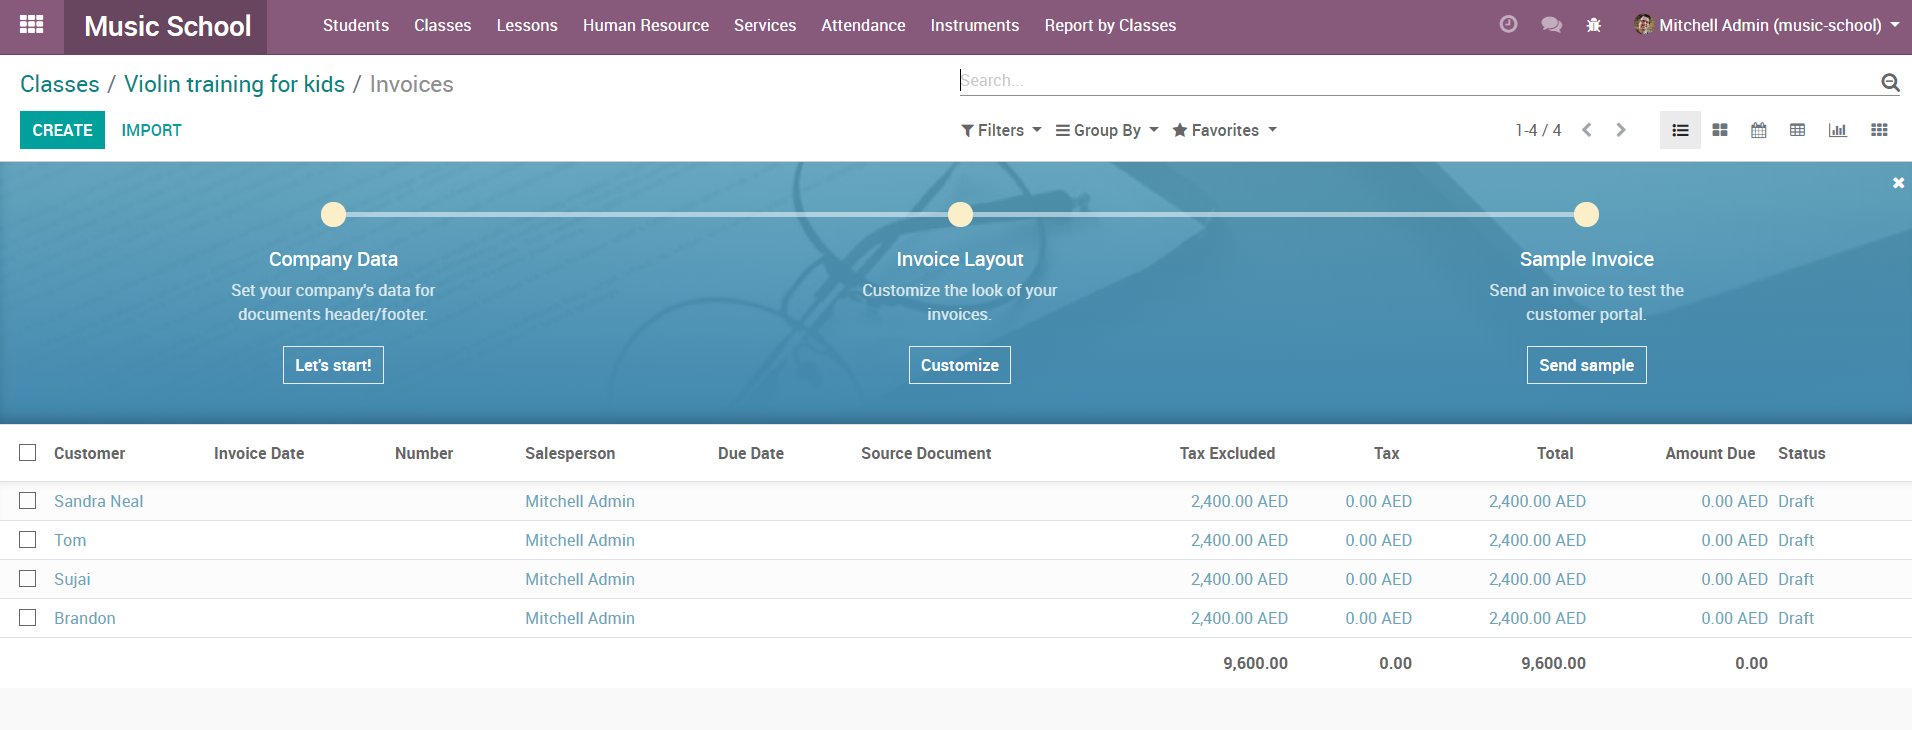 Music School Students Classes Lessons Human Resource Services Attendance Instruments Report by Classes Mitchell Admin (music-school)
Classes / Violin training for kids / Invoices Search...
CREATE IMPORT Filters Group By Favorites 1-4 / 4
Company Data Invoice Layout Sample Invoice
Set your company's data for Customize the look of your Send an invoice to test the
documents header/footer. invoices. customer portal.
Let's start! Customize Send sample
Customer Invoice Date Number Salesperson Due Date Source Document Tax Excluded Tax Total Amount Due Status
Sandra Neal Mitchell Admin 2,400.00 AED 0.00 AED 2,400.00 AED 0.00 AED Draft
Tom Mitchell Admin 2,400.00 AED 0.00 AED 2,400.00 AED 0.00 AED Draft
Sujai Mitchell Admin 2,400.00 AED 0.00 AED 2,400.00 AED 0.00 AED Draft
Brandon Mitchell Admin 2,400.00 AED 0.00 AED 2,400.00 AED 0.00 AED Draft
9,600.00 0.00 9,600.00 0.00